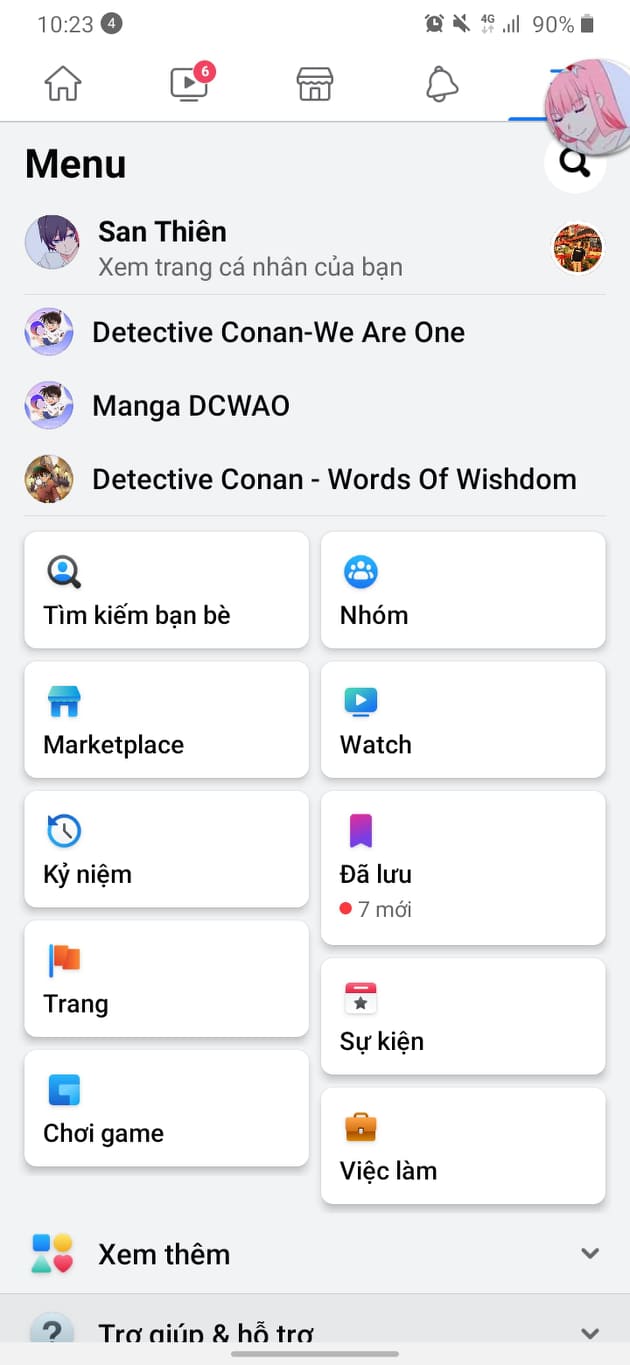 10:23 4 4G 90%
6
Menu
San Thiên
Xem trang cá nhân của bạn
Detective Conan-We Are One
Manga DCWAO
Detective Conan - Words Of Wishdom
Tìm kiếm bạn bè
Nhóm
Marketplace
Watch
Kỷ niệm
Đã lưu
7 mới
Trang
Sự kiện
Chơi game
Việc làm
Xem thêm
? Trợ giúp & hỗ trợ